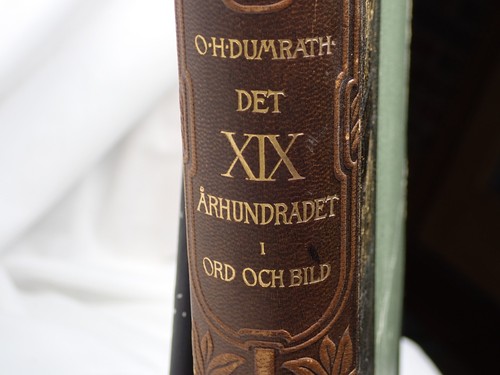 O·H·DUMRATH·
DET
XIX
ÅRHUNDRADET
I
ORD OCH BILD